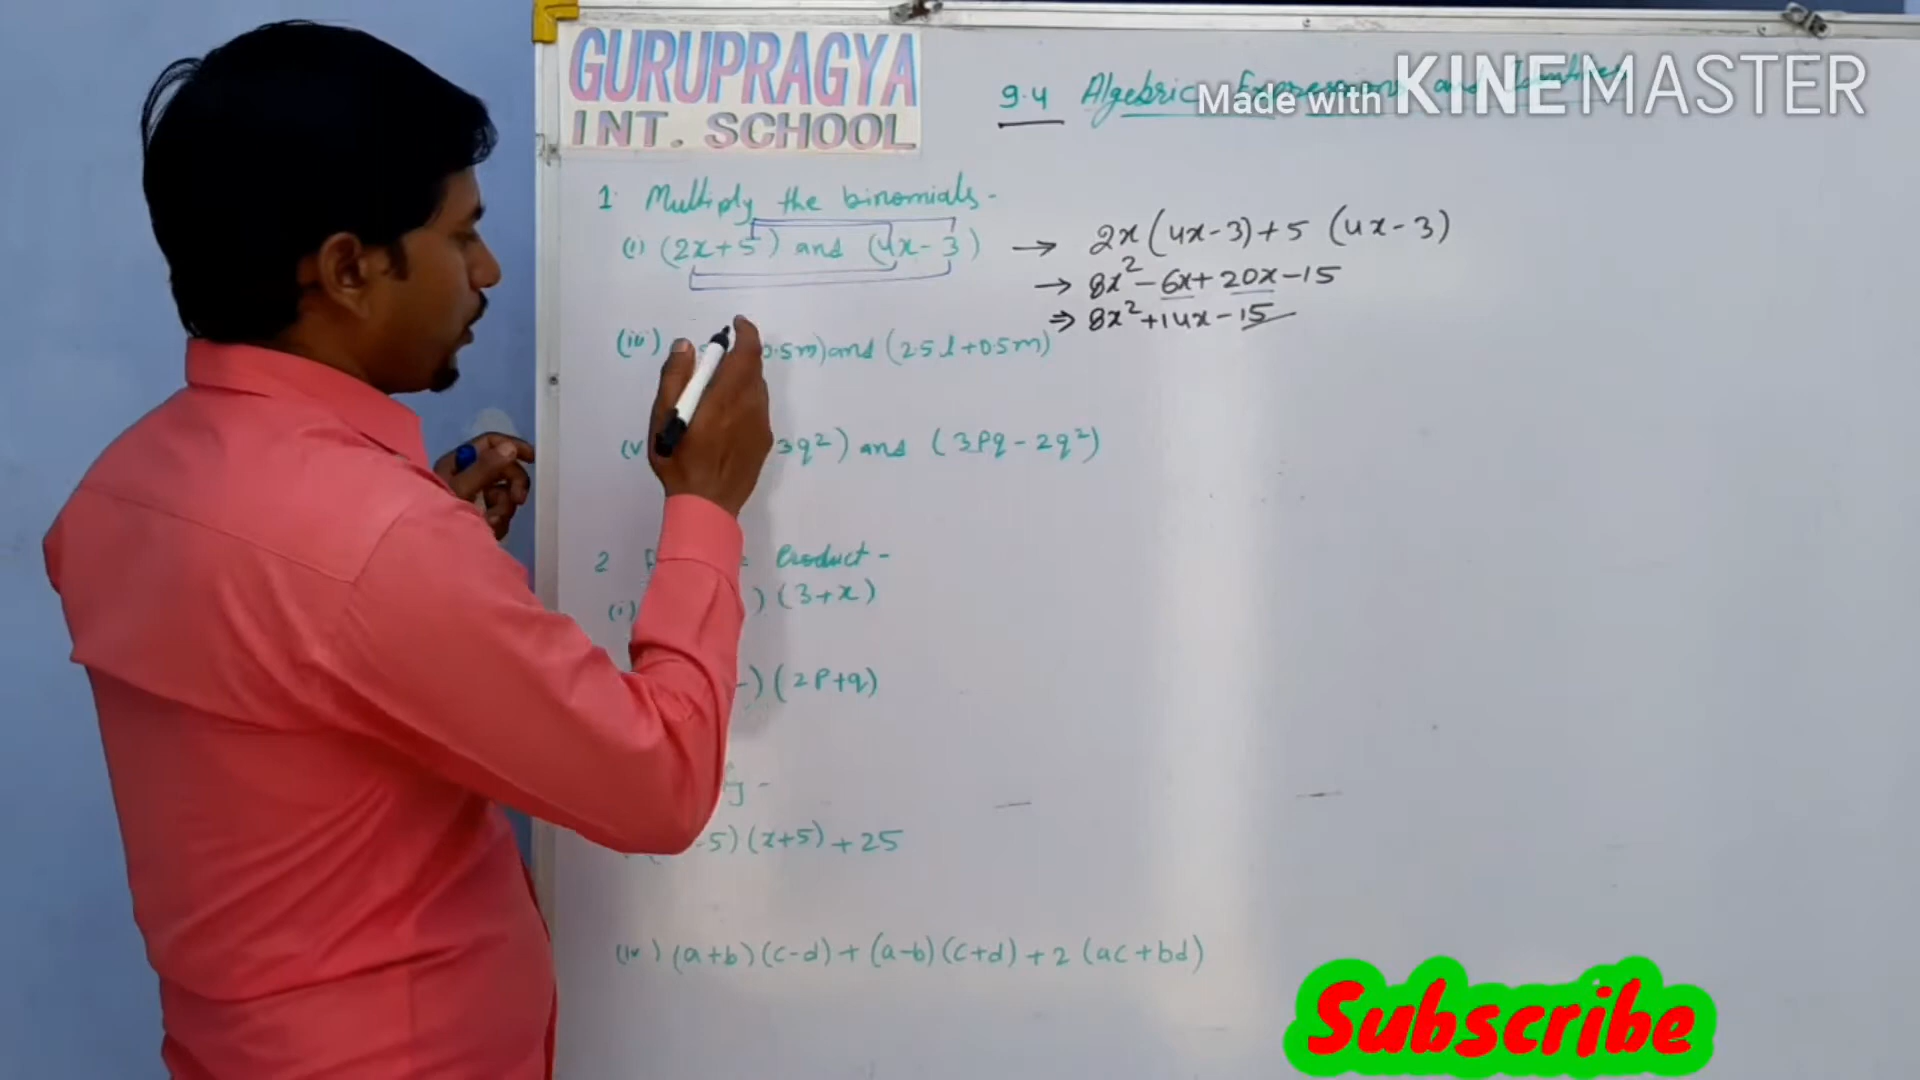 GURUPRAGYA
INT. SCHOOL
9.4 Algebric
Made with KINEMASTER
1. Multiply the binomials -
(i) (2x+5) and (4x-3) → 2x(4x-3)+5 (4x-3)
→ 8x²-6x+20x-15
⇒ 8x²+14x-15
(iii) 0.5m) and (2.5l+0.5m)
(v 3q²) and (3pq-2q²)
2 Product -
(i) ) (3+x)
) (2p+q)
y -
-5) (x+5) +25
(iv) (a+b) (c-d) + (a-b) (c+d) + 2 (ac+bd)
Subscribe